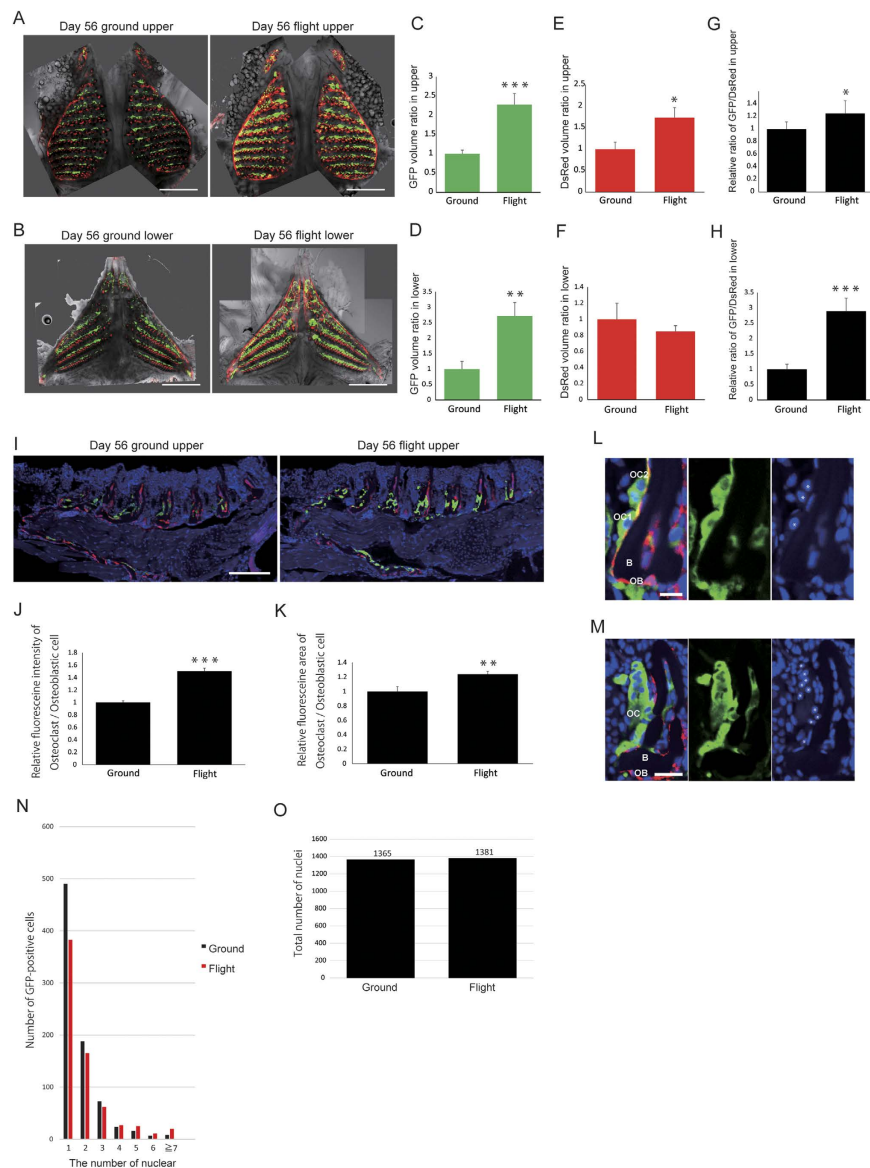 A
Day 56 ground upper
Day 56 flight upper
B
Day 56 ground lower
Day 56 flight lower
C
GFP volume ratio in upper
3
2.5
2
1.5
1
0.5
0
***
Ground
Flight
E
DsRed volume ratio in upper
2.5
2
1.5
1
0.5
0
*
Ground
Flight
G
Relative ratio of GFP/DsRed in upper
1.6
1.4
1.2
1
0.8
0.6
0.4
0.2
0
*
Ground
Flight
D
GFP volume ratio in lower
3.5
3
2.5
2
1.5
1
0.5
0
**
Ground
Flight
F
DsRed volume ratio in lower
1.4
1.2
1
0.8
0.6
0.4
0.2
0
Ground
Flight
H
Relative ratio of GFP/DsRed in lower
3.5
3
2.5
2
1.5
1
0.5
0
***
Ground
Flight
I
Day 56 ground upper
Day 56 flight upper
L
OC2
OC1
B
OB
J
Relative fluoresceine intensity of
Osteoclast / Osteoblastic cell
1.8
1.6
1.4
1.2
1
0.8
0.6
0.4
0.2
0
***
Ground
Flight
K
Relative fluoresceine area of
Osteoclast / Osteoblastic cell
1.4
1.2
1
0.8
0.6
0.4
0.2
0
**
Ground
Flight
M
OC
B
OB
N
Number of GFP-positive cells
600
500
400
300
200
100
0
1 2 3 4 5 6 ≧7
The number of nuclear
Ground
Flight
O
Total number of nuclei
1600
1400
1200
1000
800
600
400
200
0
1365
1381
Ground
Flight